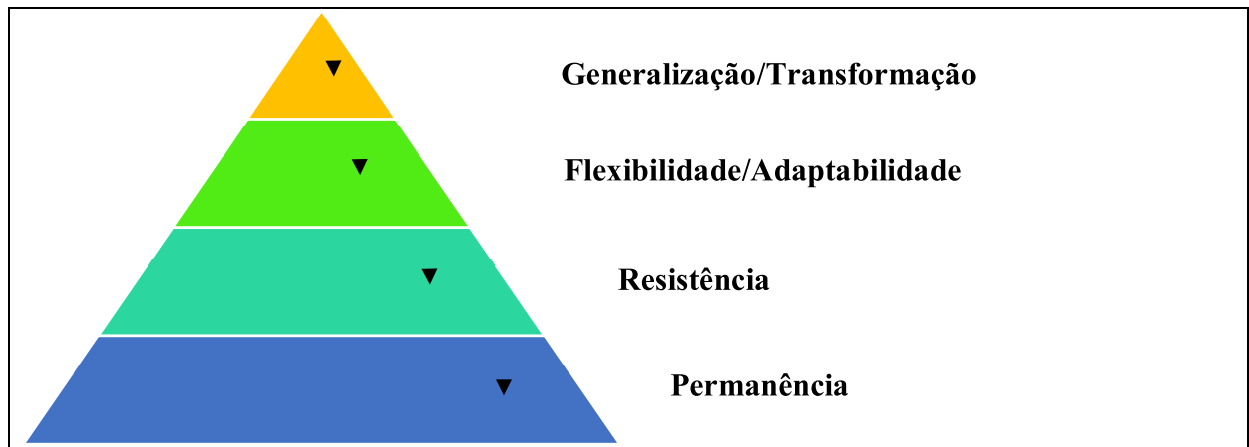 Generalização/Transformação
Flexibilidade/Adaptabilidade
Resistência
Permanência